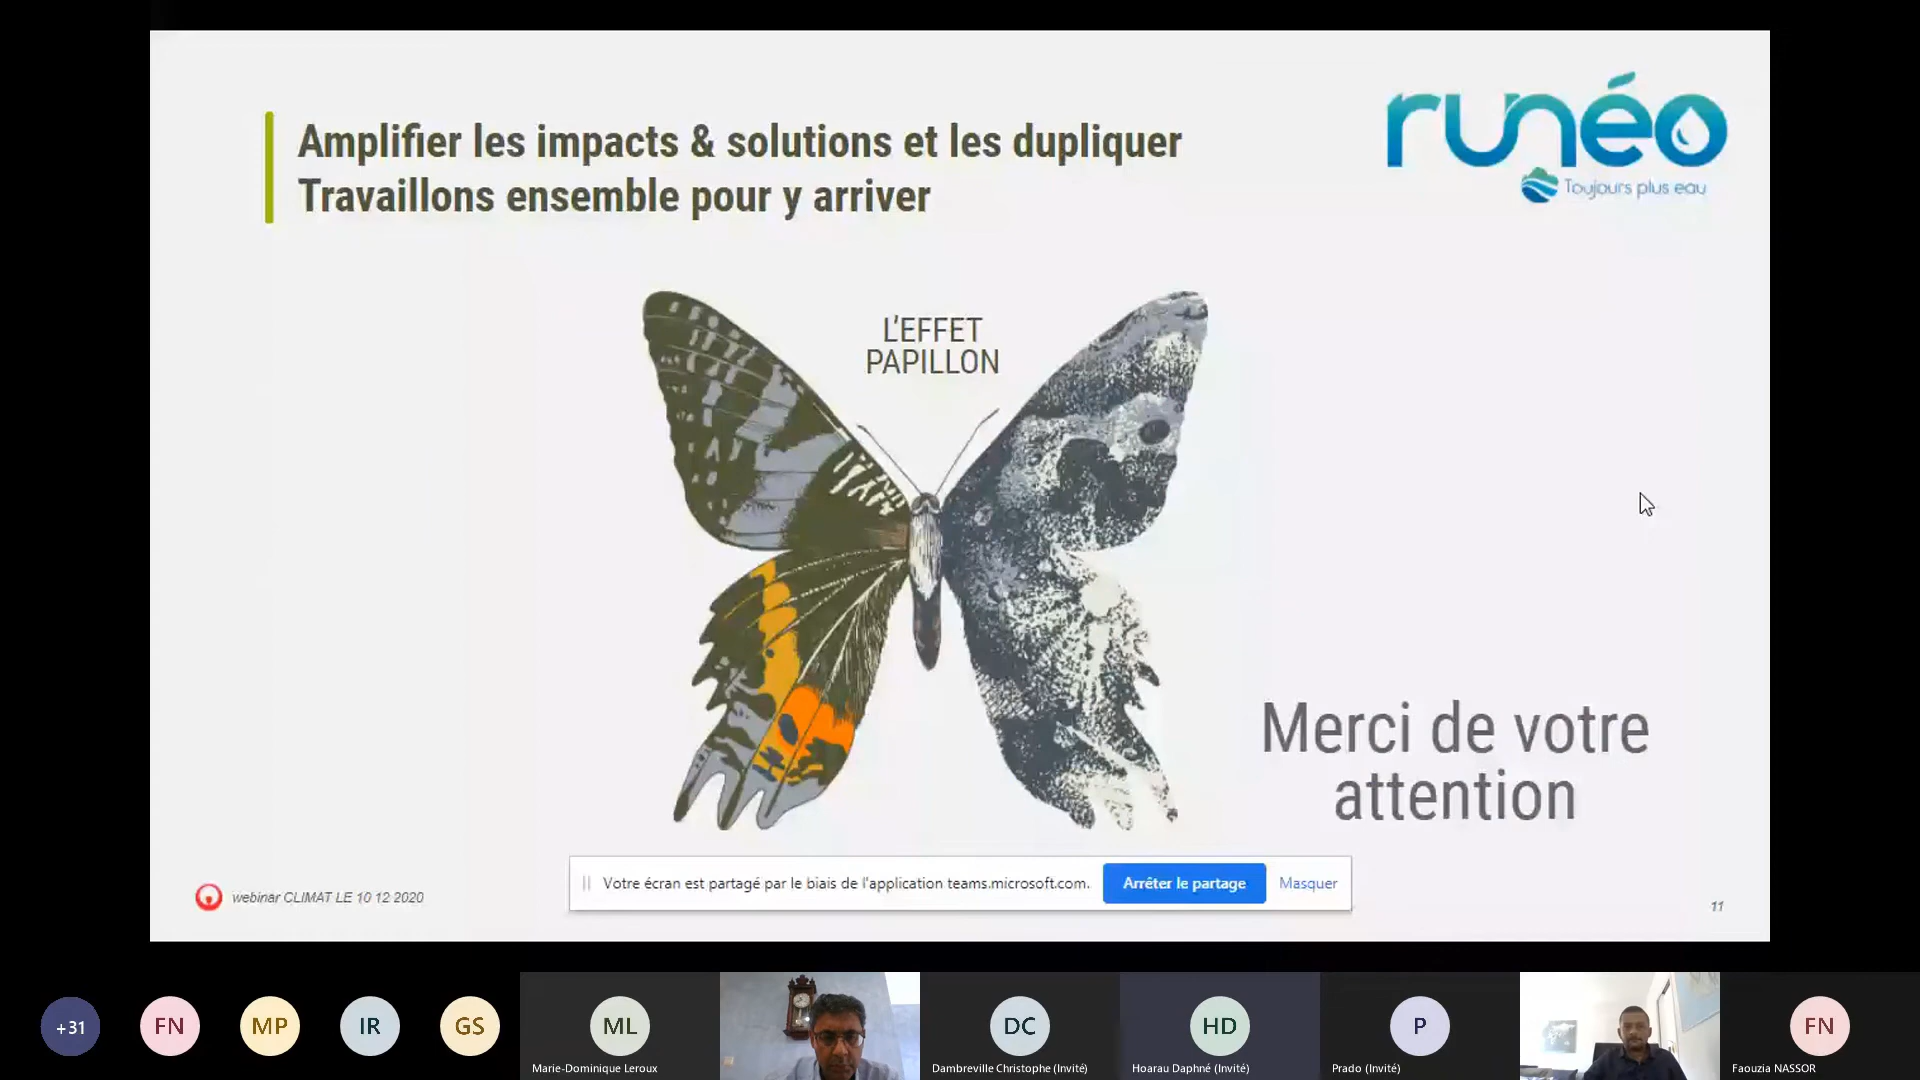 Amplifier les impacts & solutions et les dupliquer
Travaillons ensemble pour y arriver
runéo
Toujours plus eau
L'EFFET
PAPILLON
Merci de votre
attention
webinar CLIMAT LE 10 12 2020
Votre écran est partagé par le biais de l'application teams.microsoft.com.
Arrêter le partage
Masquer
11
+31
FN
MP
IR
GS
ML
Marie-Dominique Leroux
DC
Dambreville Christophe (Invité)
HD
Hoarau Daphné (Invité)
P
Prado (Invité)
FN
Faouzia NASSOR